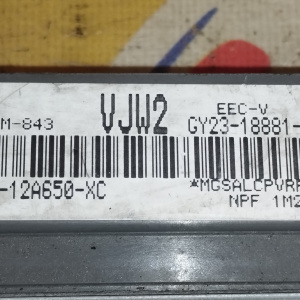 M-843 VJW2 EEC-V
GY23-18881-
-12A650-XC *MGSALCPVRF
NPF 1M2